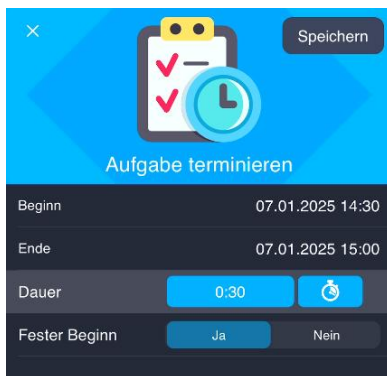 Speichern
Aufgabe terminieren
Beginn 07.01.2025 14:30
Ende 07.01.2025 15:00
Dauer 0:30
Fester Beginn Ja Nein